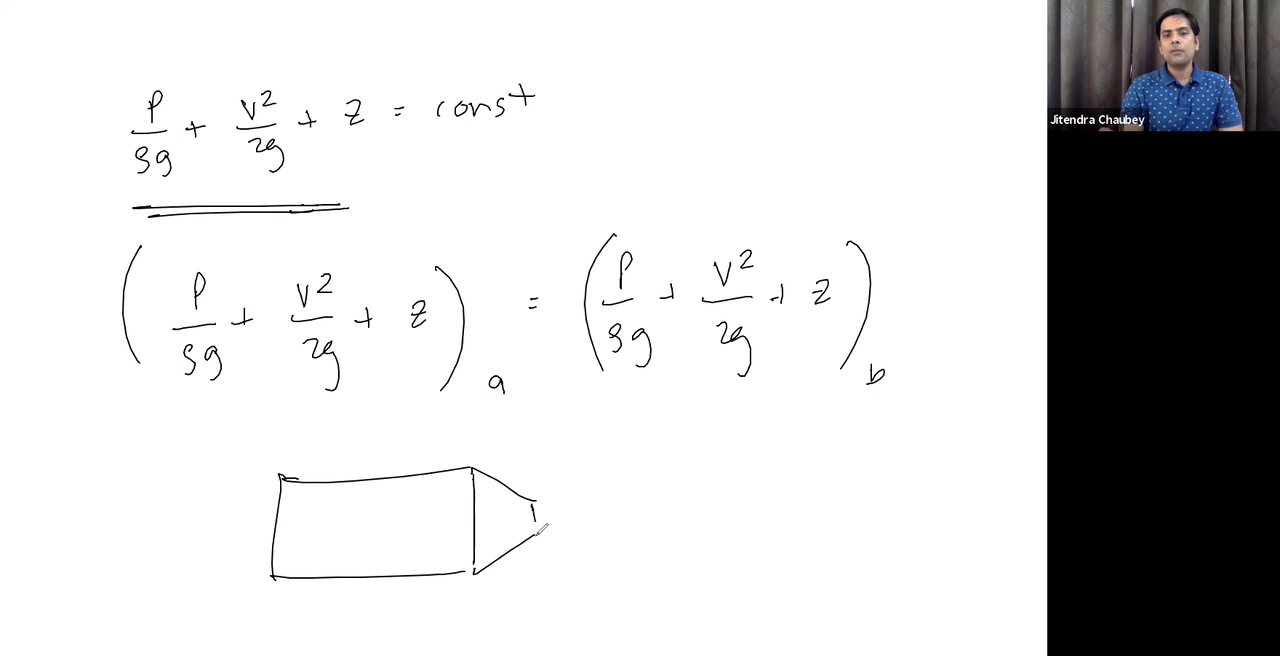 P/ρg + V²/2g + Z = const
(P/ρg + V²/2g + Z)a = (P/ρg + V²/2g + Z)b
Jitendra Chaubey